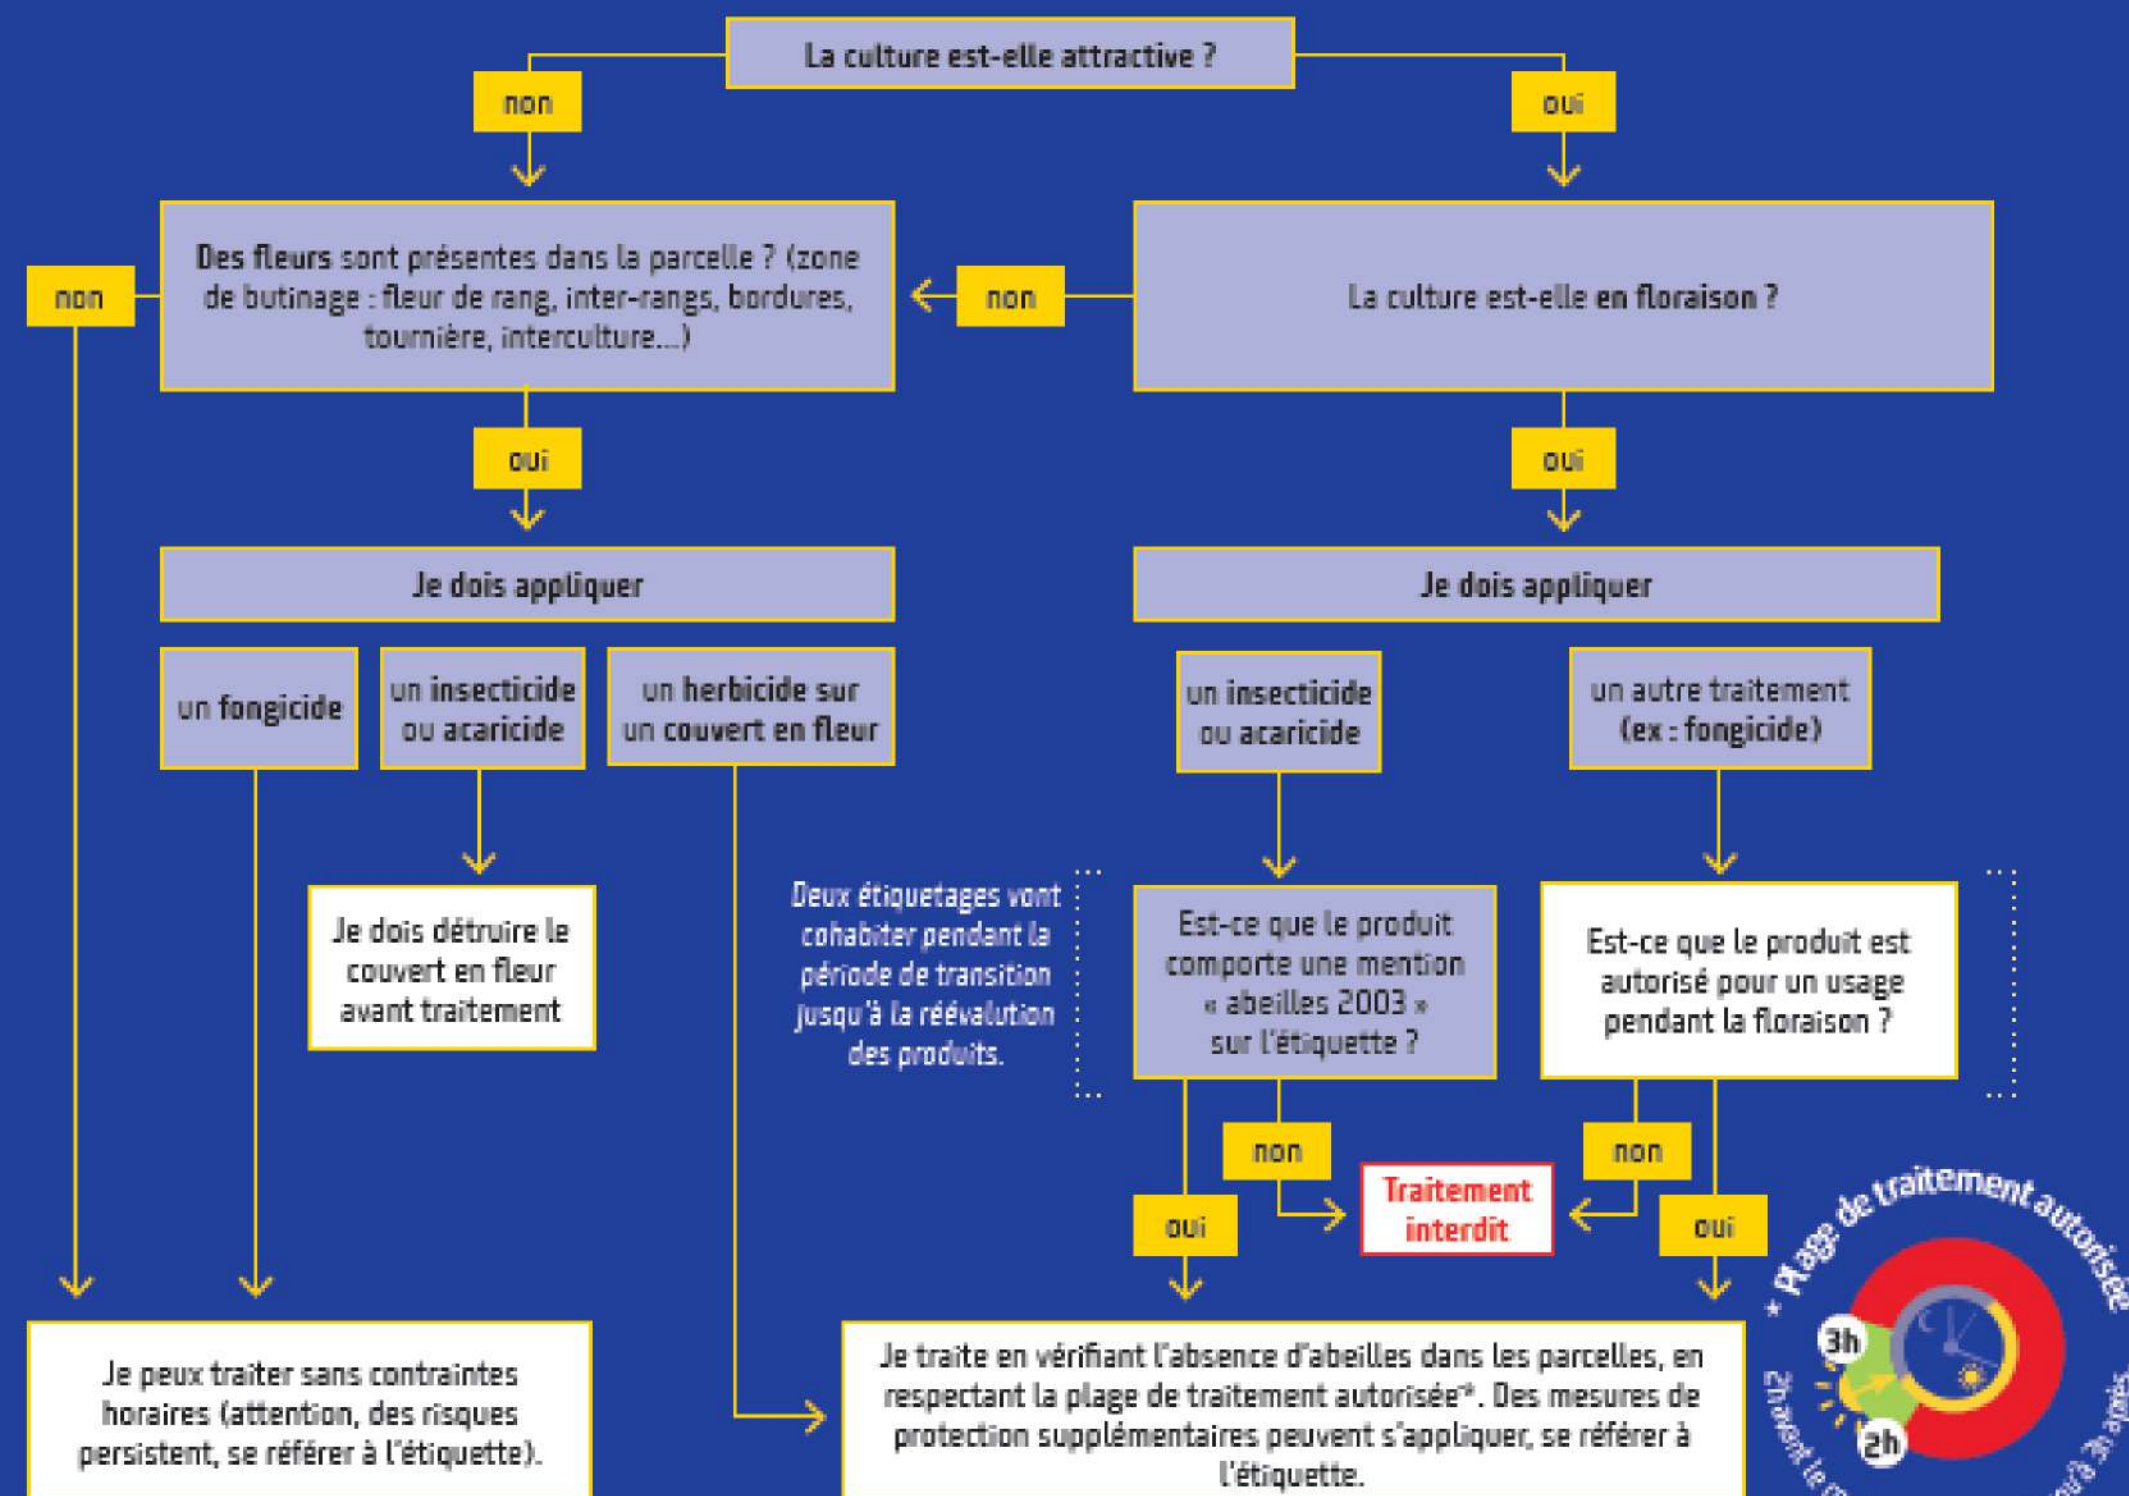 La culture est-elle attractive ?
non
oui
Des fleurs sont présentes dans la parcelle ? (zone
de butinage : fleur de rang, inter-rangs, bordures,
tournière, interculture...)
non
non
La culture est-elle en floraison ?
oui
oui
Je dois appliquer
Je dois appliquer
un fongicide
un insecticide
ou acaricide
un herbicide sur
un couvert en fleur
un insecticide
ou acaricide
un autre traitement
(ex : fongicide)
Je dois détruire le
couvert en fleur
avant traitement
Deux étiquetages vont
cohabiter pendant la
période de transition
jusqu'à la réévalution
des produits.
Est-ce que le produit
comporte une mention
« abeilles 2003 »
sur l'étiquette ?
Est-ce que le produit est
autorisé pour un usage
pendant la floraison ?
non
non
Traitement
interdit
oui
oui
Je peux traiter sans contraintes
horaires (attention, des risques
persistent, se référer à l'étiquette).
Je traite en vérifiant l'absence d'abeilles dans les parcelles, en
respectant la plage de traitement autorisée*. Des mesures de
protection supplémentaires peuvent s'appliquer, se référer à
l'étiquette.
* Plage de traitement autorisée
3h
2h
2h avant le
3h après